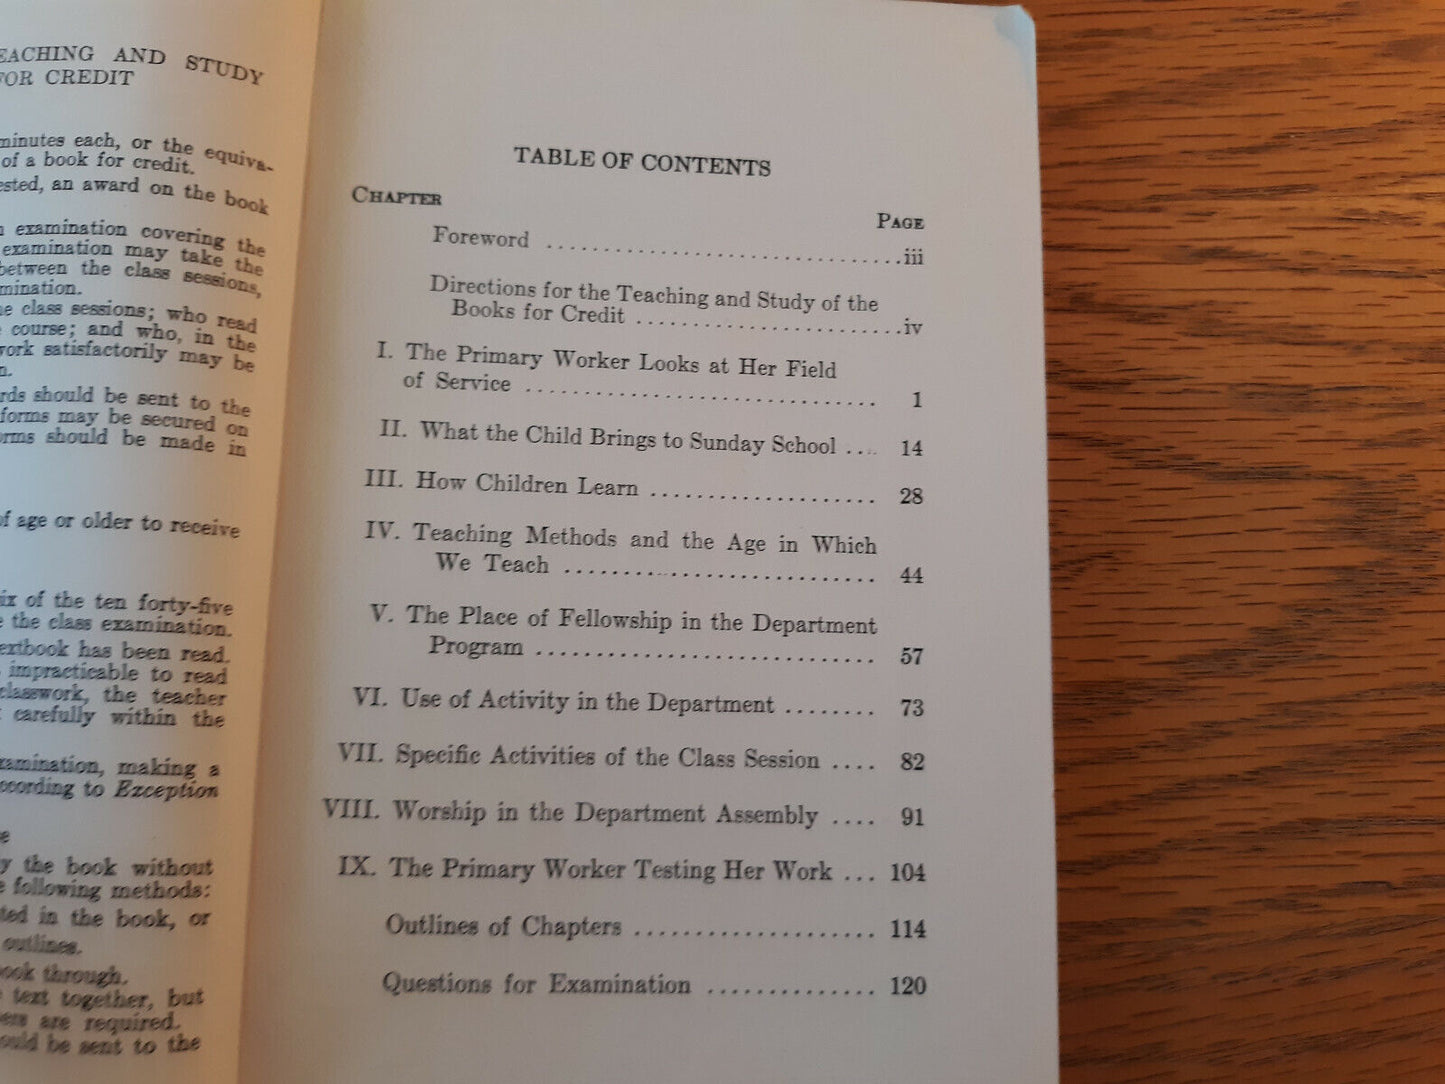 EACHING AND STUDY
FOR CREDIT
minutes each, or the equiva-
of a book for credit.
ested, an award on the book
examination covering the
examination may take the
between the class sessions,
mination.
he class sessions; who read
course; and who, in the
work satisfactorily may be
n.
rds should be sent to the
forms may be secured on
orms should be made in
of age or older to receive
ix of the ten forty-five
e the class examination.
extbook has been read.
impracticable to read
classwork, the teacher
carefully within the
xamination, making a
ccording to Exception
e
y the book without
e following methods:
ted in the book, or
outlines.
ook through.
text together, but
ers are required.
ould be sent to the
TABLE OF CONTENTS
CHAPTER
PAGE
Foreword ........................................iii
Directions for the Teaching and Study of the
Books for Credit ..............................iv
I. The Primary Worker Looks at Her Field
of Service ................................ 1
II. What the Child Brings to Sunday School .... 14
III. How Children Learn .................... 28
IV. Teaching Methods and the Age in Which
We Teach ............................ 44
V. The Place of Fellowship in the Department
Program .............................. 57
VI. Use of Activity in the Department ........ 73
VII. Specific Activities of the Class Session .... 82
VIII. Worship in the Department Assembly .... 91
IX. The Primary Worker Testing Her Work ... 104
Outlines of Chapters ..................... 114
Questions for Examination ............... 120